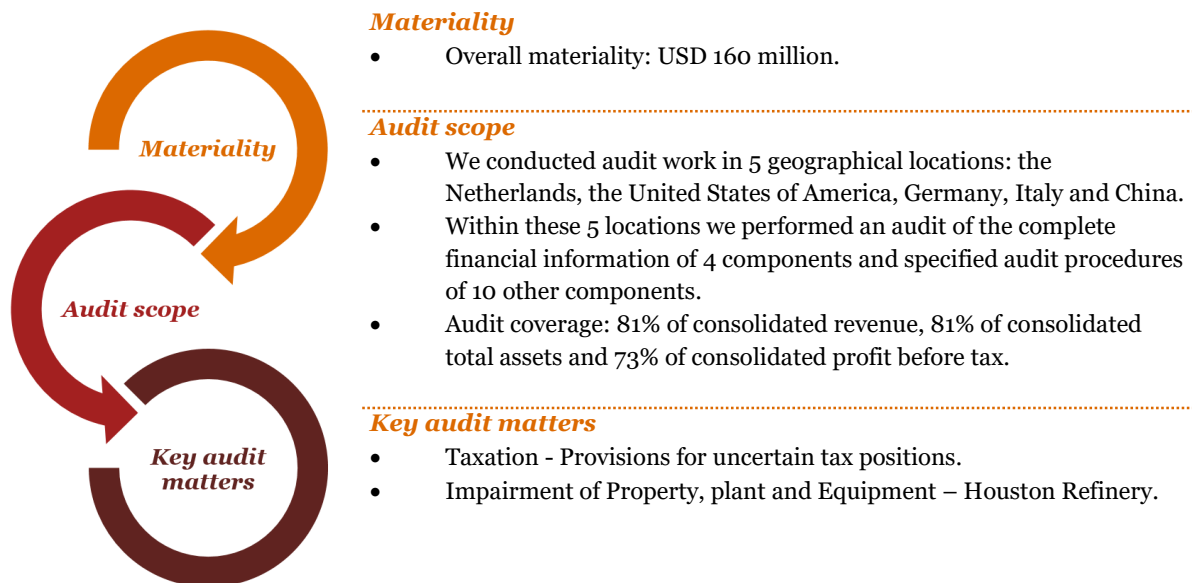 Materiality
• Overall materiality: USD 160 million.
Materiality
Audit scope
• We conducted audit work in 5 geographical locations: the
Netherlands, the United States of America, Germany, Italy and China.
• Within these 5 locations we performed an audit of the complete
financial information of 4 components and specified audit procedures
of 10 other components.
• Audit coverage: 81% of consolidated revenue, 81% of consolidated
total assets and 73% of consolidated profit before tax.
Audit scope
Key audit matters
• Taxation - Provisions for uncertain tax positions.
• Impairment of Property, plant and Equipment – Houston Refinery.
Key audit
matters